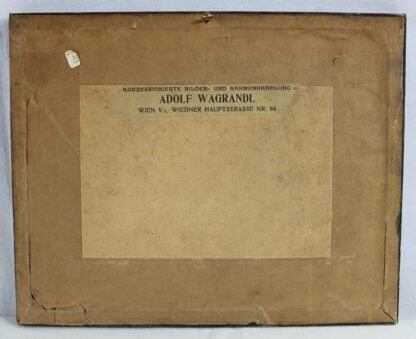 KONZESSIONIERTE BILDER- UND RAHMENHANDLUNG
ADOLF WAGRANDL
WIEN V/1, WIEDNER HAUPTSTRASSE NR. 84